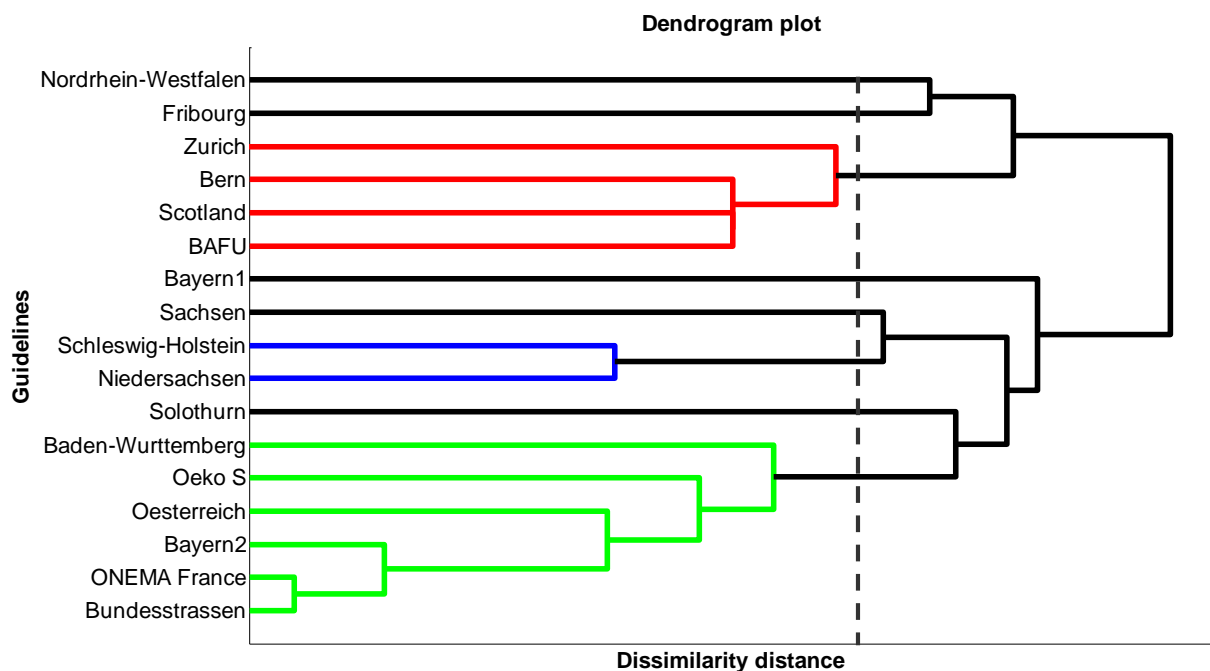 Dendrogram plot
Nordrhein-Westfalen
Fribourg
Zurich
Bern
Scotland
BAFU
Bayern1
Sachsen
Schleswig-Holstein
Niedersachsen
Solothurn
Baden-Wurttemberg
Oeko S
Oesterreich
Bayern2
ONEMA France
Bundesstrassen
Guidelines
Dissimilarity distance